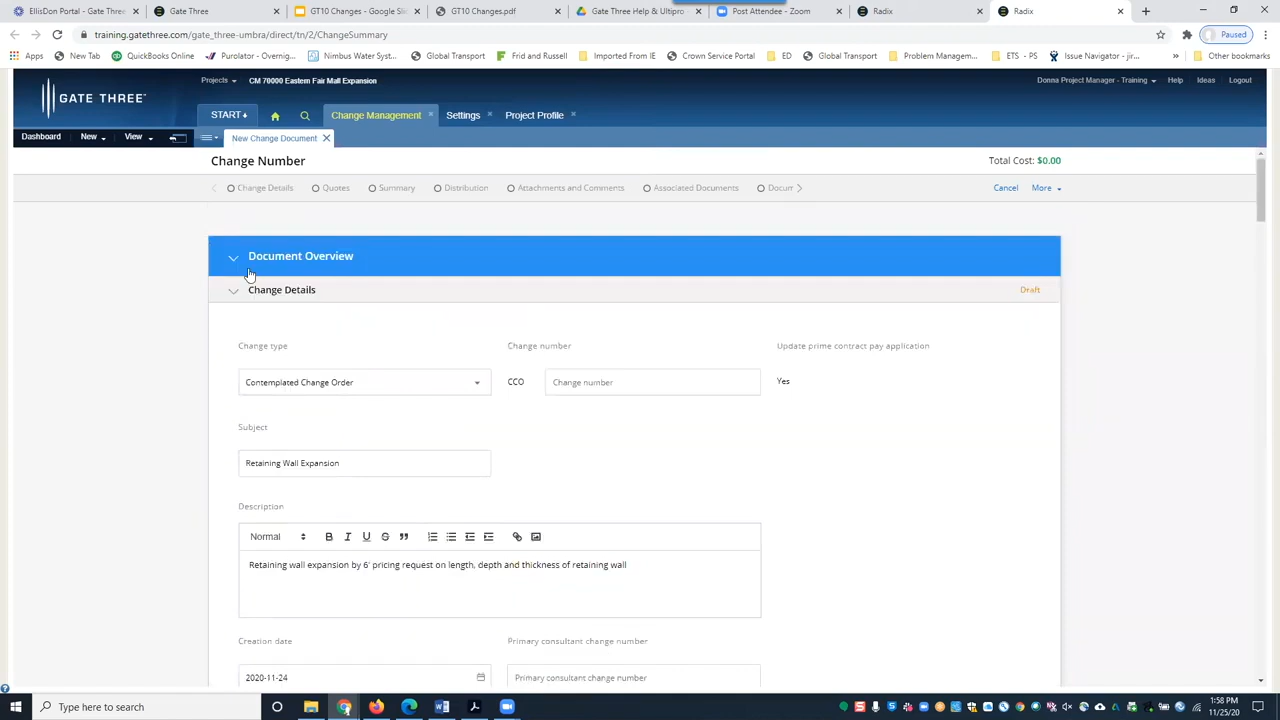 EllisDon Portal - Gate Three
Gate Three
GT10 Changes - Google Sli
GT10 Changes.pdf
Gate Three Help & Ultipro
Post Attendee - Zoom
Radix
Radix
training.gatethree.com/gate_three-umbra/direct/tn/2/ChangeSummary
Paused
Apps
New Tab
QuickBooks Online
Purolator - Overnig...
Nimbus Water Syst...
Global Transport
Frid and Russell
Imported From IE
Crown Service Portal
ED
Global Transport
Problem Managem...
ETS - PS
Issue Navigator - jir...
Other bookmarks
GATE THREE
Projects
CM 70000 Eastern Fair Mall Expansion
Donna Project Manager - Training
Help
Ideas
Logout
START
Change Management
Settings
Project Profile
Dashboard
New
View
New Change Document
Change Number
Total Cost: $0.00
Change Details
Quotes
Summary
Distribution
Attachments and Comments
Associated Documents
Docum
Cancel
More
Document Overview
Change Details
Draft
Change type
Change number
Update prime contract pay application
Contemplated Change Order
CCO
Change number
Yes
Subject
Retaining Wall Expansion
Description
Normal
Retaining wall expansion by 6' pricing request on length, depth and thickness of retaining wall
Creation date
Primary consultant change number
2020-11-24
Primary consultant change number
Type here to search
1:58 PM
11/25/20